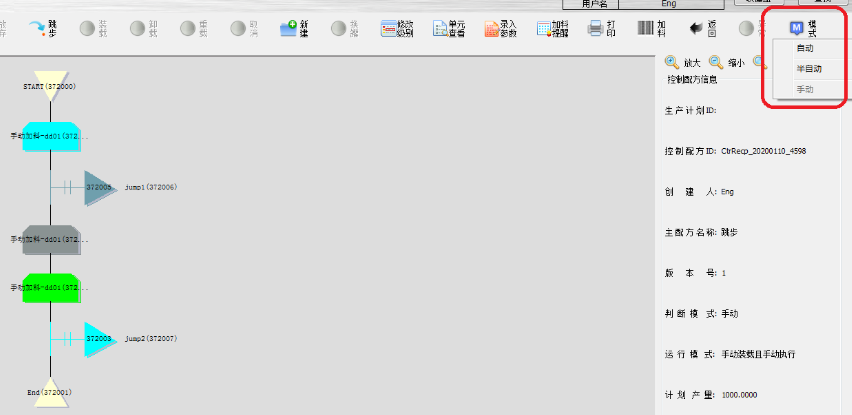 用户名 Eng
跳步 装载 卸载 重载 取消 新建 换醒 修改级别 单元查看 录入参数 加料提醒 打印 加料 返回 模式
自动
半自动
手动
放大 缩小
控制配方信息
生产计划ID:
控制配方ID: CtrRecp_20200110_4598
创 建 人: Eng
主配方名称: 跳步
版 本 号: 1
判断模 式: 手动
运行模 式: 手动装载且手动执行
计划产量: 1000.0000
START(372000)
手动加料-dd01(372...
372005 jump1(372006)
手动加料-dd01(372...
手动加料-dd01(372...
372003 jump2(372007)
End(372001)